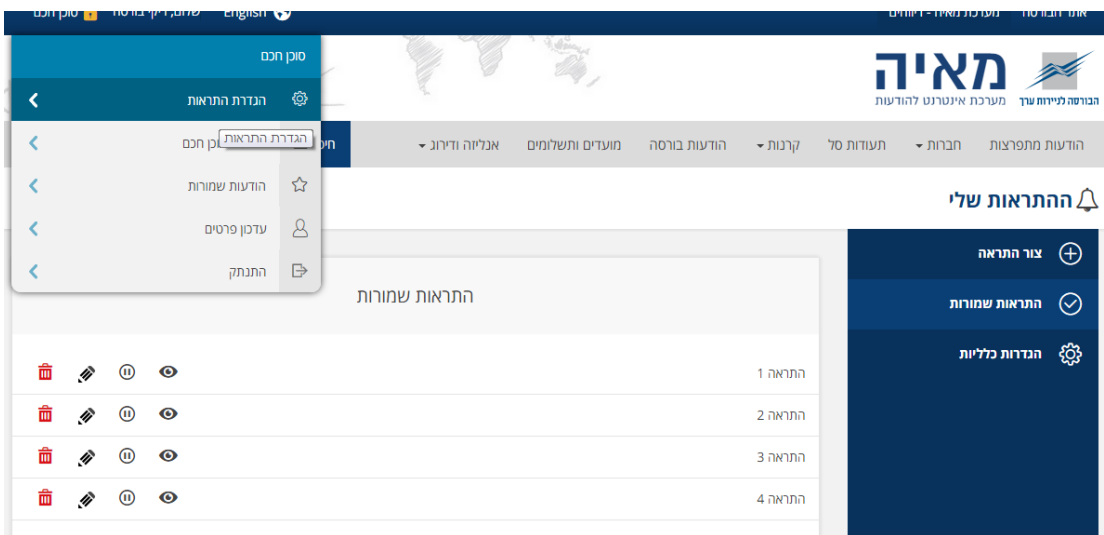 אתר הבורסה מערכת מאיה - דיווחים
שלום, דיקי בורסה English סוכן חכם
מאיה
הבורסה לניירות ערך מערכת אינטרנט להודעות
הודעות מתפרצות חברות תעודות סל קרנות הודעות בורסה מועדים ותשלומים אנליזה ודירוג
סוכן חכם
הגדרת התראות
הגדרת התראות
הודעות שמורות
עדכון פרטים
התנתק
ההתראות שלי
צור התראה
התראות שמורות
הגדרות כלליות
התראות שמורות
התראה 1
התראה 2
התראה 3
התראה 4